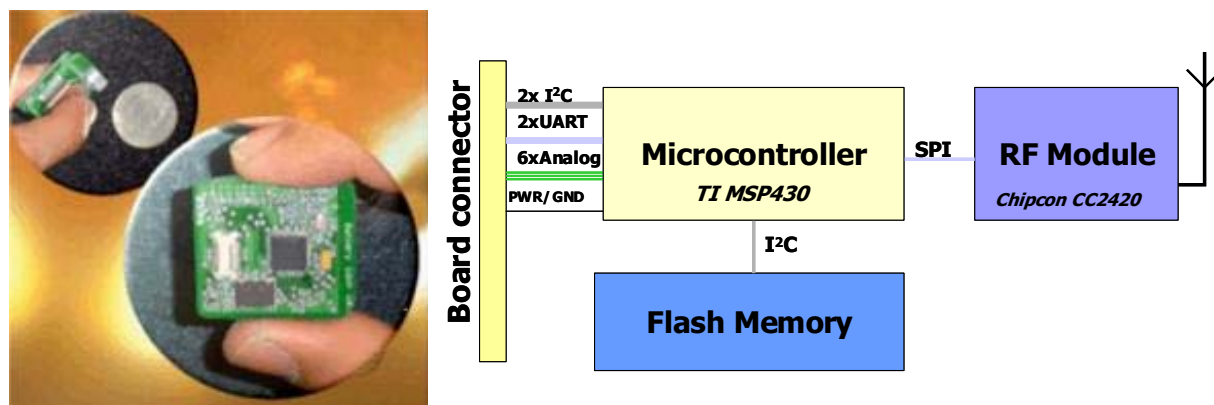 Board connector
2x I²C
2xUART
6xAnalog
PWR/ GND
Microcontroller
TI MSP430
SPI
RF Module
Chipcon CC2420
I²C
Flash Memory